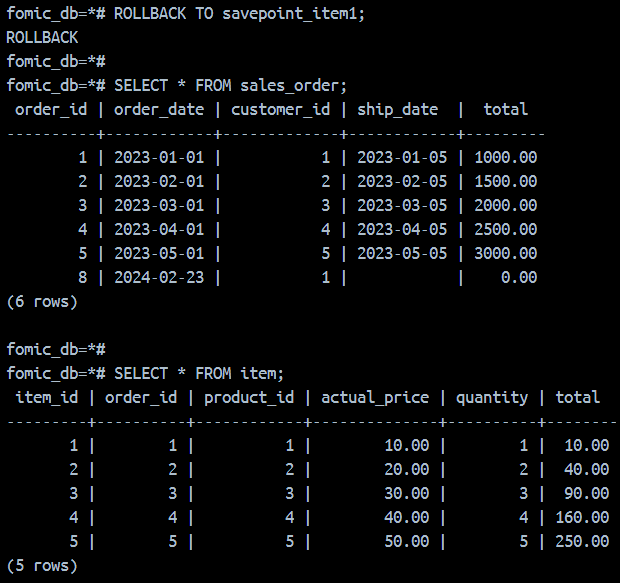 fomic_db=*# ROLLBACK TO savepoint_item1;
ROLLBACK
fomic_db=*#
fomic_db=*# SELECT * FROM sales_order;
 order_id | order_date | customer_id | ship_date  |  total
----------+------------+-------------+------------+---------
        1 | 2023-01-01 |           1 | 2023-01-05 | 1000.00
        2 | 2023-02-01 |           2 | 2023-02-05 | 1500.00
        3 | 2023-03-01 |           3 | 2023-03-05 | 2000.00
        4 | 2023-04-01 |           4 | 2023-04-05 | 2500.00
        5 | 2023-05-01 |           5 | 2023-05-05 | 3000.00
        8 | 2024-02-23 |           1 |            |    0.00
(6 rows)
fomic_db=*#
fomic_db=*# SELECT * FROM item;
 item_id | order_id | product_id | actual_price | quantity | total
---------+----------+------------+--------------+----------+--------
       1 |        1 |          1 |        10.00 |        1 |  10.00
       2 |        2 |          2 |        20.00 |        2 |  40.00
       3 |        3 |          3 |        30.00 |        3 |  90.00
       4 |        4 |          4 |        40.00 |        4 | 160.00
       5 |        5 |          5 |        50.00 |        5 | 250.00
(5 rows)